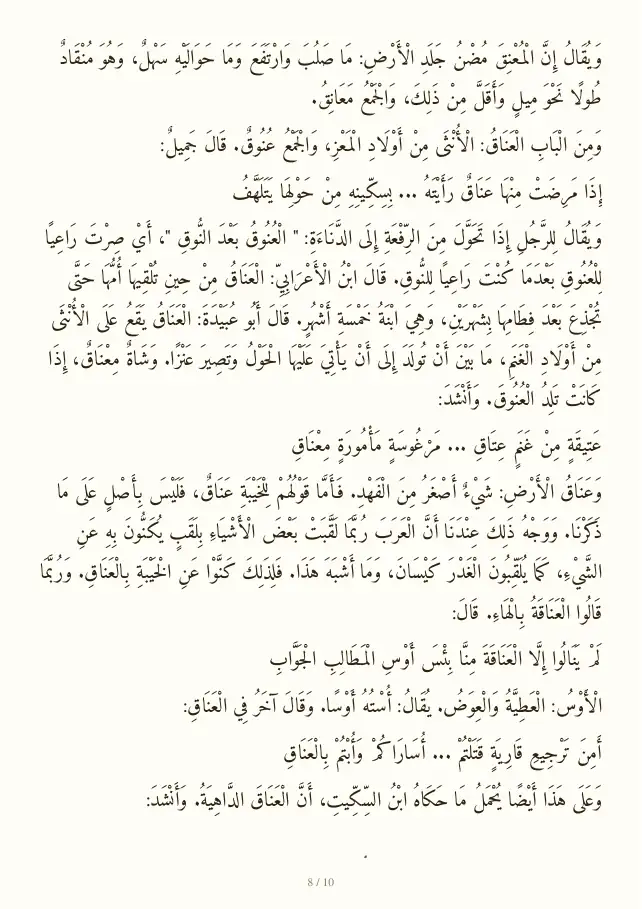 وَيُقَالُ إِنَّ الْمُعْنِقَ مُضْنُ جَلَدِ الْأَرْضِ: مَا صَلُبَ وَارْتَفَعَ وَمَا حَوَالَيْهِ سَهْلٌ، وَهُوَ مُنْقَادٌ
طُولًا نَحْوَ مِيلٍ وَأَقَلَّ مِنْ ذَلِكَ، وَالْجَمْعُ مَعَانِقُ.
وَمِنَ الْبَابِ الْعَنَاقُ: الْأُنْثَى مِنْ أَوْلَادِ الْمَعْزِ، وَالْجَمْعُ عُنُوقٌ. قَالَ جَمِيلٌ:
إِذَا مَرِضَتْ مِنْهَا عَنَاقٌ رَأَيْتَهُ ... بِسِكِّينِهِ مِنْ حَوْلِهَا يَتَلَهَّفُ
وَيُقَالُ لِلرَّجُلِ إِذَا تَحَوَّلَ مِنَ الرِّفْعَةِ إِلَى الدَّنَاءَةِ: " الْعُنُوقُ بَعْدَ النُّوقِ "، أَيْ صِرْتَ رَاعِيًا
لِلْعُنُوقِ بَعْدَمَا كُنْتَ رَاعِيًا لِلنُّوقِ. قَالَ ابْنُ الْأَعْرَابِيِّ: الْعَنَاقُ مِنْ حِينِ تُلْقِيهَا أُمُّهَا حَتَّى
تُجْذِعَ بَعْدَ فِطَامِهَا بِشَهْرَيْنِ، وَهِيَ ابْنَةُ خَمْسَةِ أَشْهُرٍ. قَالَ أَبُو عُبَيْدَةَ: الْعَنَاقُ يَقَعُ عَلَى الْأُنْثَى
مِنْ أَوْلَادِ الْغَنَمِ، مَا بَيْنَ أَنْ تُولَدَ إِلَى أَنْ يَأْتِيَ عَلَيْهَا الْحَوْلُ وَتَصِيرَ عَنْزًا. وَشَاةٌ مِعْنَاقٌ، إِذَا
كَانَتْ تَلِدُ الْعُنُوقَ. وَأَنْشَدَ:
عَتِيقَةٍ مِنْ غَنَمٍ عِتَاقِ ... مَرْغُوسَةٍ مَأْمُورَةٍ مِعْنَاقِ
وَعَنَاقُ الْأَرْضِ: شَيْءٌ أَصْغَرُ مِنَ الْفَهْدِ. فَأَمَّا قَوْلُهُمْ لِلْخَيْبَةِ عَنَاقٌ، فَلَيْسَ بِأَصْلٍ عَلَى مَا
ذَكَرْنَا. وَوَجْهُ ذَلِكَ عِنْدَنَا أَنَّ الْعَرَبَ رُبَّمَا لَقَّبَتْ بَعْضَ الْأَشْيَاءِ بِلَقَبٍ يُكَنُّونَ بِهِ عَنِ
الشَّيْءِ، كَمَا يُلَقِّبُونَ الْغَدْرَ كَيْسَانَ، وَمَا أَشْبَهَ هَذَا. فَلِذَلِكَ كَنَّوْا عَنِ الْخَيْبَةِ بِالْعَنَاقِ. وَرُبَّمَا
قَالُوا الْعَنَاقَةُ بِالْهَاءِ. قَالَ:
لَمْ يَنَالُوا إِلَّا الْعَنَاقَةَ مِنَّا بِئْسَ أَوْسِ الْمَطَالِبِ الْجَوَّابِ
الْأَوْسُ: الْعَطِيَّةُ وَالْعِوَضُ. يُقَالُ: أُسْتُهُ أَوْسًا. وَقَالَ آخَرُ فِي الْعَنَاقِ:
أَمِنَ تَرْجِيعِ قَارِيَةٍ قَتَلْتُمْ ... أُسَارَاكُمْ وَأُبْتُمْ بِالْعَنَاقِ
وَعَلَى هَذَا أَيْضًا يُحْمَلُ مَا حَكَاهُ ابْنُ السِّكِّيتِ، أَنَّ الْعَنَاقَ الدَّاهِيَةُ. وَأَنْشَدَ:
8 / 10